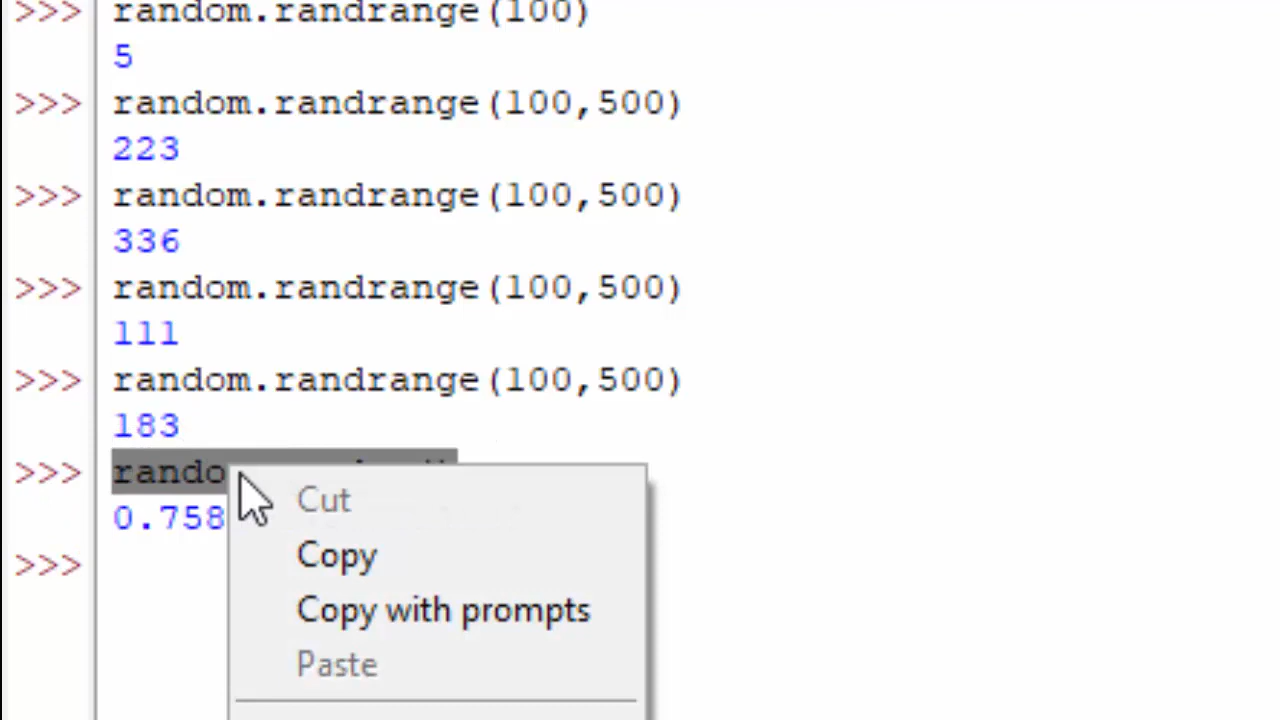 >>> random.randrange(100)
5
>>> random.randrange(100,500)
223
>>> random.randrange(100,500)
336
>>> random.randrange(100,500)
111
>>> random.randrange(100,500)
183
>>> rando
0.758
>>>
Cut
Copy
Copy with prompts
Paste